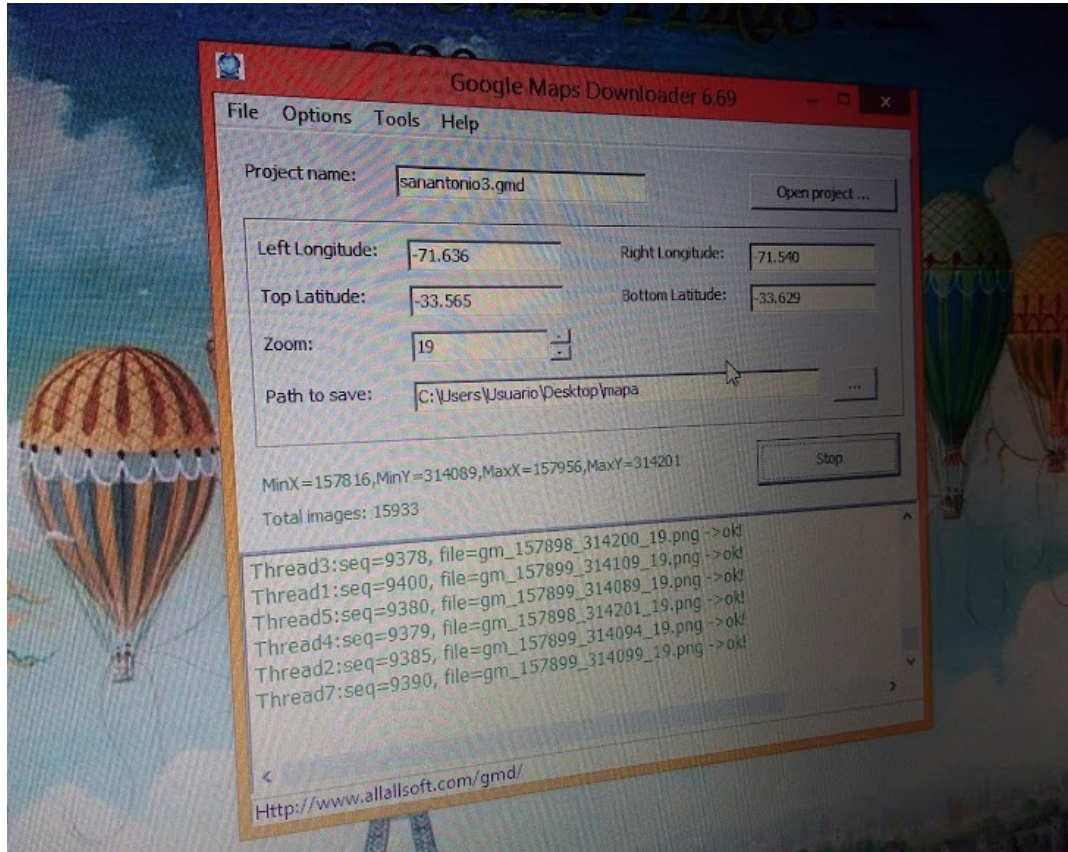 Google Maps Downloader 6.69
File Options Tools Help
Project name: sanantonio3.gmd Open project ...
Left Longitude: -71.636 Right Longitude: -71.540
Top Latitude: -33.565 Bottom Latitude: -33.629
Zoom: 19
Path to save: C:\Users\Usuario\Desktop\mapa ...
MinX=157816,MinY=314089,MaxX=157956,MaxY=314201 Stop
Total images: 15933
Thread3:seq=9378, file=gm_157898_314200_19.png ->ok!
Thread1:seq=9400, file=gm_157899_314109_19.png ->ok!
Thread5:seq=9380, file=gm_157899_314089_19.png ->ok!
Thread4:seq=9379, file=gm_157898_314201_19.png ->ok!
Thread2:seq=9385, file=gm_157899_314094_19.png ->ok!
Thread7:seq=9390, file=gm_157899_314099_19.png ->ok!
Http://www.allallsoft.com/gmd/